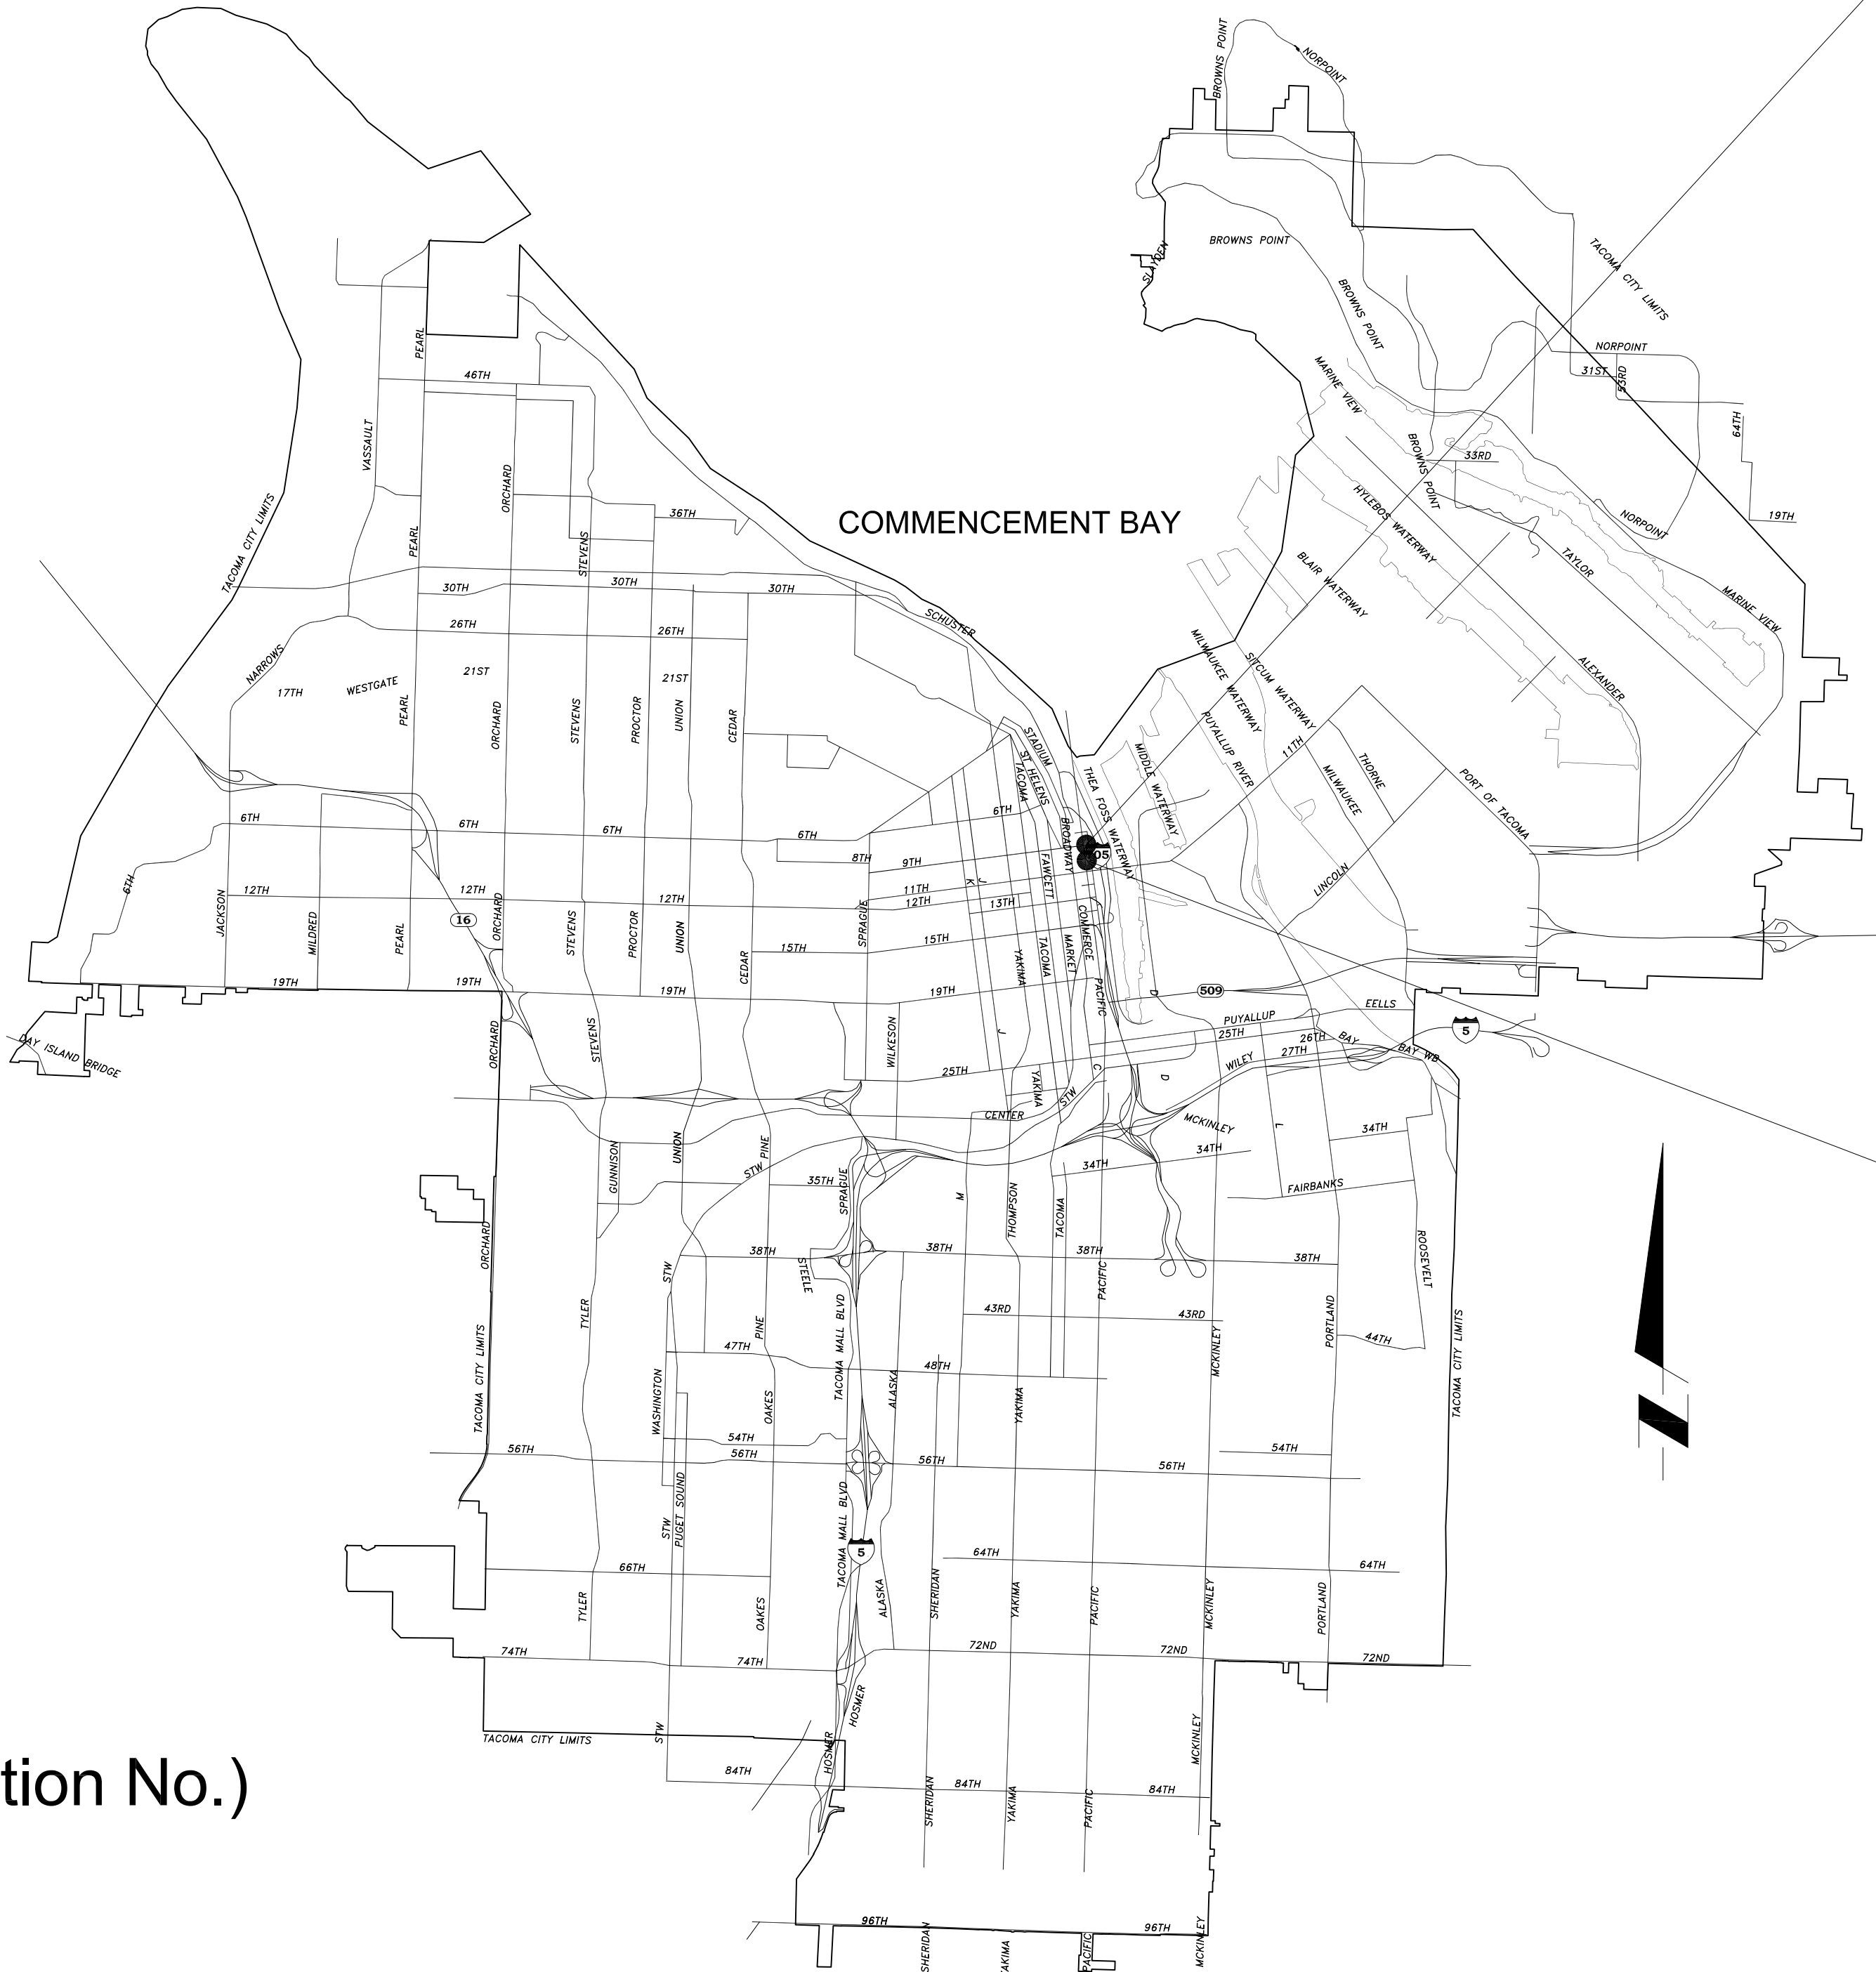 BROWNS POINT
NORPOINT
BROWNS POINT
SLAYDEN
TACOMA CITY LIMITS
BROWNS POINT
PEARL
NORPOINT
46TH
31ST
53RD
MARINE VIEW
64TH
VASSAULT
ORCHARD
BROWNS POINT
33RD
36TH
COMMENCEMENT BAY
HYLEBOS WATERWAY
NORPOINT
19TH
TACOMA CITY LIMITS
PEARL
STEVENS
BLAIR WATERWAY
TAYLOR
30TH
30TH
30TH
MARINE VIEW
SCHUSTER
26TH
26TH
NARROWS
17TH
WESTGATE
21ST
21ST
MILWAUKEE WATERWAY
SITCUM WATERWAY
ALEXANDER
PEARL
ORCHARD
STEVENS
PROCTOR
UNION
CEDAR
PUYALLUP RIVER
STADIUM
ST HELENS
TACOMA
THEA FOSS WATERWAY
MIDDLE WATERWAY
11TH
MILWAUKEE
THORNE
PORT OF TACOMA
6TH
6TH
6TH
6TH
6TH
BROADWAY
8TH
9TH
FAWCETT
05
6TH
12TH
12TH
12TH
11TH
12TH
K
J
13TH
LINCOLN
16
JACKSON
MILDRED
PEARL
ORCHARD
STEVENS
PROCTOR
UNION
CEDAR
SPRAGUE
15TH
15TH
YAKIMA
TACOMA
MARKET
COMMERCE
19TH
19TH
19TH
19TH
PACIFIC
D
509
EELLS
PUYALLUP
25TH
26TH
BAY
5
DAY ISLAND BRIDGE
ORCHARD
STEVENS
WILKESON
J
25TH
WILEY
27TH
BAY WB
C
D
YAKIMA
STW
CENTER
MCKINLEY
L
34TH
GUNNISON
UNION
PINE
STW
34TH
34TH
35TH
SPRAGUE
M
THOMPSON
TACOMA
FAIRBANKS
ORCHARD
38TH
38TH
38TH
38TH
ROOSEVELT
STW
STEELE
PACIFIC
43RD
43RD
TYLER
PINE
TACOMA MALL BLVD
MCKINLEY
PORTLAND
44TH
TACOMA CITY LIMITS
TACOMA CITY LIMITS
47TH
48TH
WASHINGTON
OAKES
ALASKA
YAKIMA
54TH
54TH
56TH
56TH
56TH
56TH
PUGET SOUND
STW
TACOMA MALL BLVD
5
64TH
64TH
66TH
TYLER
OAKES
ALASKA
SHERIDAN
YAKIMA
PACIFIC
MCKINLEY
PORTLAND
74TH
74TH
72ND
72ND
72ND
HOSMER
STW
TACOMA CITY LIMITS
HOSMER
MCKINLEY
84TH
84TH
84TH
SHERIDAN
YAKIMA
PACIFIC
tion No.)
96TH
96TH
SHERIDAN
YAKIMA
PACIFIC
MCKINLEY
N